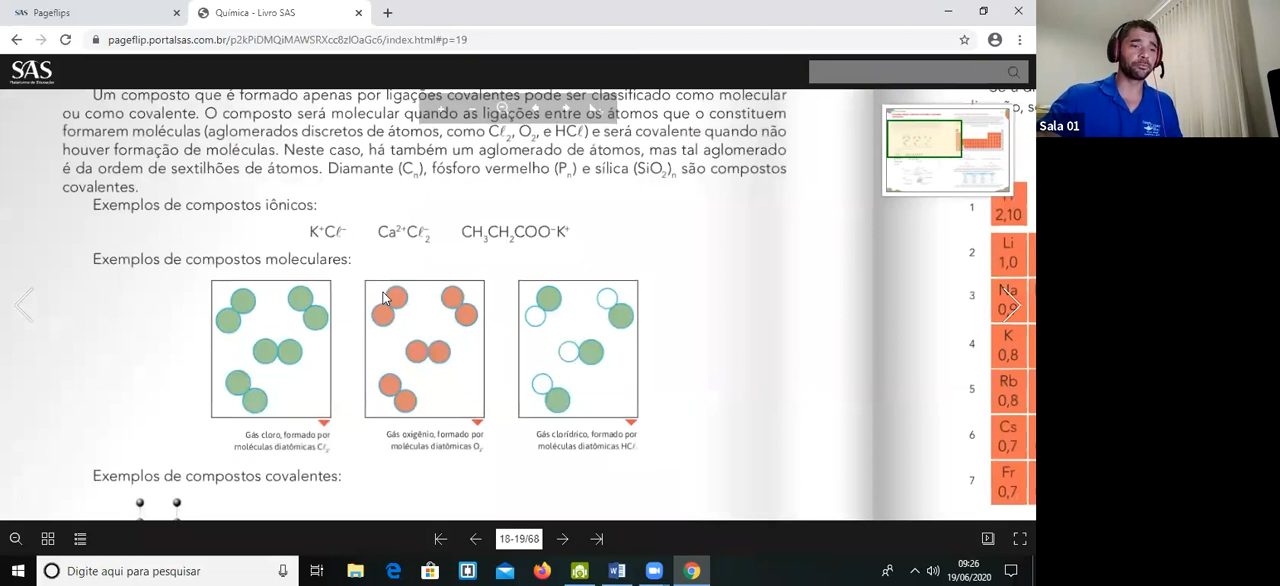 SAS Pageflips
Química - Livro SAS
pageflip.portalsas.com.br/p2kPiDMQiMAWSRXcc8zlOaGc6/index.html#p=19
SAS
Um composto que é formado apenas por ligações covalentes pode ser classificado como molecular
ou como covalente. O composto será molecular quando as ligações entre os átomos que o constituem
formarem moléculas (aglomerados discretos de átomos, como Cℓ₂, O₂, e HCℓ) e será covalente quando não
houver formação de moléculas. Neste caso, há também um aglomerado de átomos, mas tal aglomerado
é da ordem de sextilhões de átomos. Diamante (Cₙ), fósforo vermelho (Pₙ) e sílica (SiO₂)ₙ são compostos
covalentes.
Exemplos de compostos iônicos:
K⁺Cℓ⁻ Ca²⁺Cℓ₂⁻ CH₃CH₂COO⁻K⁺
Exemplos de compostos moleculares:
Gás cloro, formado por
moléculas diatômicas Cℓ₂.
Gás oxigênio, formado por
moléculas diatômicas O₂.
Gás clorídrico, formado por
moléculas diatômicas HCℓ.
Exemplos de compostos covalentes:
1
2,10
2 Li
1,0
3 Na
0,9
4 K
0,8
5 Rb
0,8
6 Cs
0,7
7 Fr
0,7
Sala 01
18-19/68
Digite aqui para pesquisar
09:26
19/06/2020